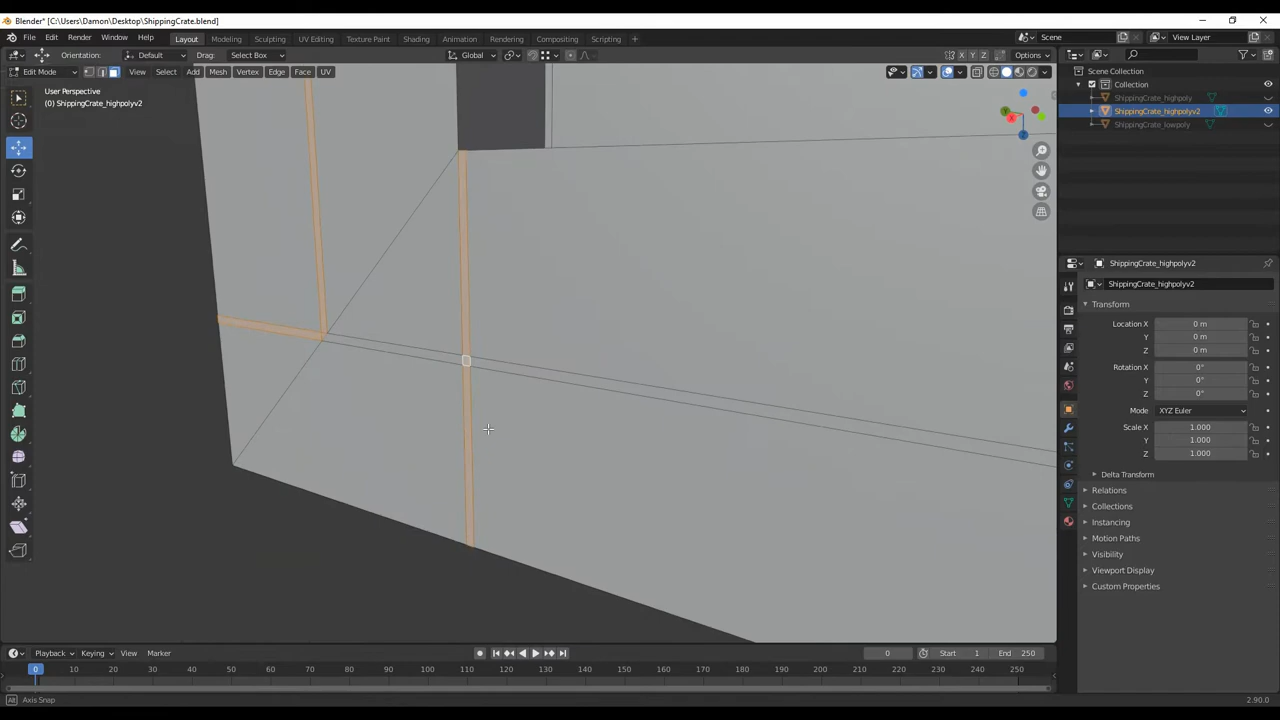 Blender* [C:\Users\Damon\Desktop\ShippingCrate.blend]
File Edit Render Window Help Layout Modeling Sculpting UV Editing Texture Paint Shading Animation Rendering Compositing Scripting + Scene View Layer
Orientation: Default Drag: Select Box Global X Y Z Options
Edit Mode View Select Add Mesh Vertex Edge Face UV
User Perspective
(0) ShippingCrate_highpolyv2
Scene Collection
Collection
ShippingCrate_highpoly
ShippingCrate_highpolyv2
ShippingCrate_lowpoly
Z
ShippingCrate_highpolyv2
ShippingCrate_highpolyv2
Transform
Location X 0 m
Y 0 m
Z 0 m
Rotation X 0°
Y 0°
Z 0°
Mode XYZ Euler
Scale X 1.000
Y 1.000
Z 1.000
Delta Transform
Relations
Collections
Instancing
Motion Paths
Visibility
Viewport Display
Custom Properties
Playback Keying View Marker 0 Start 1 End 250
0 10 20 30 40 50 60 70 80 90 100 110 120 130 140 150 160 170 180 190 200 210 220 230 240 250
Alt Axis Snap 2.90.0